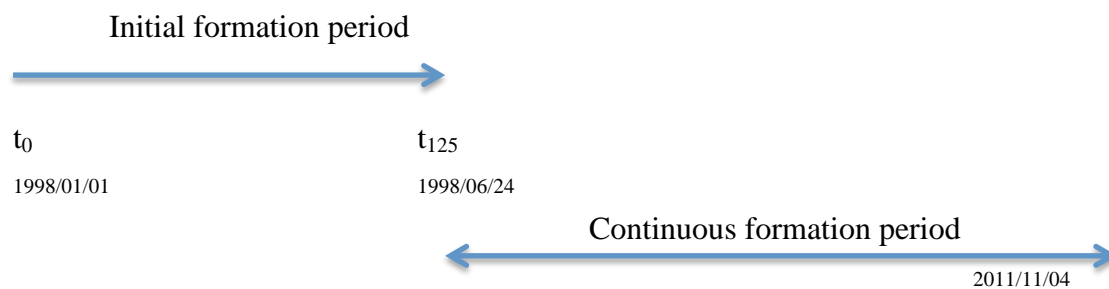 Initial formation period
t₀ t₁₂₅
1998/01/01 1998/06/24
Continuous formation period
2011/11/04